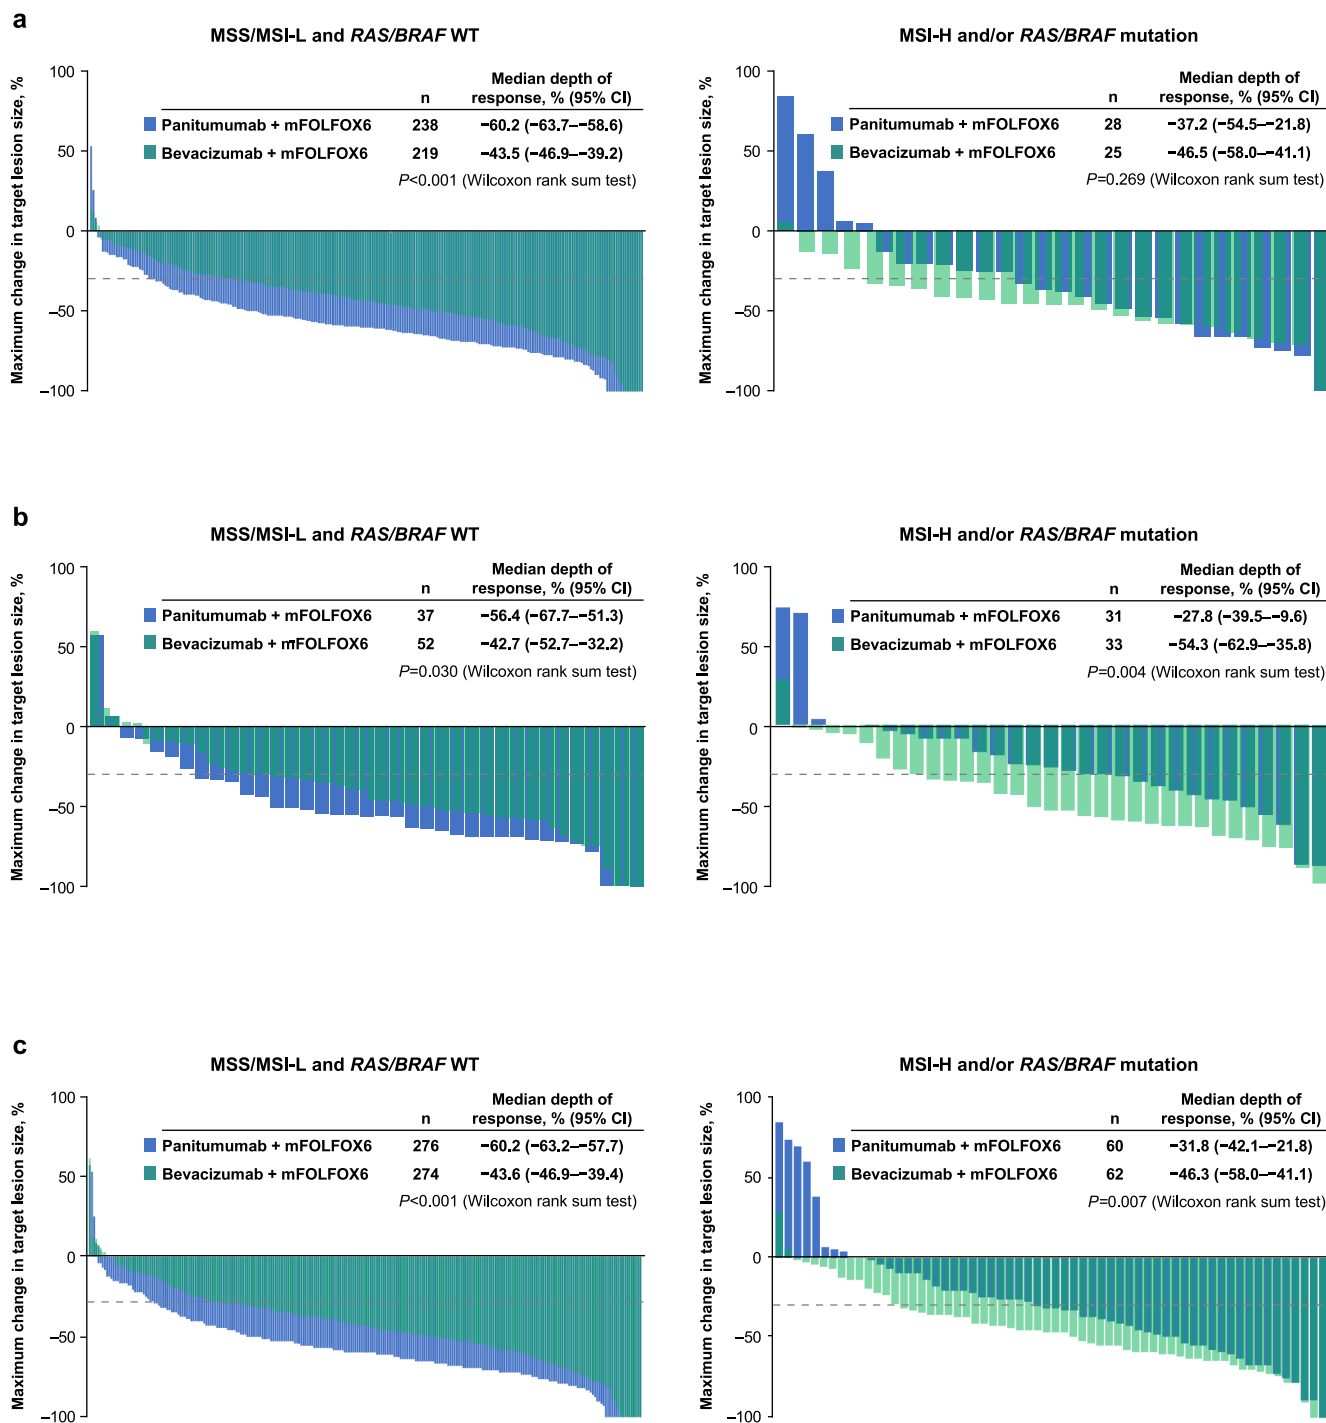 a
MSS/MSI-L and RAS/BRAF WT
Maximum change in target lesion size, %
100
50
0
−50
−100
Median depth of
n response, % (95% CI)
Panitumumab + mFOLFOX6 238 −60.2 (−63.7–−58.6)
Bevacizumab + mFOLFOX6 219 −43.5 (−46.9–−39.2)
P<0.001 (Wilcoxon rank sum test)
MSI-H and/or RAS/BRAF mutation
Maximum change in target lesion size, %
100
50
0
−50
−100
Median depth of
n response, % (95% CI)
Panitumumab + mFOLFOX6 28 −37.2 (−54.5–−21.8)
Bevacizumab + mFOLFOX6 25 −46.5 (−58.0–−41.1)
P=0.269 (Wilcoxon rank sum test)
b
MSS/MSI-L and RAS/BRAF WT
Maximum change in target lesion size, %
100
50
0
−50
−100
Median depth of
n response, % (95% CI)
Panitumumab + mFOLFOX6 37 −56.4 (−67.7–−51.3)
Bevacizumab + mFOLFOX6 52 −42.7 (−52.7–−32.2)
P=0.030 (Wilcoxon rank sum test)
MSI-H and/or RAS/BRAF mutation
Maximum change in target lesion size, %
100
50
0
−50
−100
Median depth of
n response, % (95% CI)
Panitumumab + mFOLFOX6 31 −27.8 (−39.5–−9.6)
Bevacizumab + mFOLFOX6 33 −54.3 (−62.9–−35.8)
P=0.004 (Wilcoxon rank sum test)
c
MSS/MSI-L and RAS/BRAF WT
Maximum change in target lesion size, %
100
50
0
−50
−100
Median depth of
n response, % (95% CI)
Panitumumab + mFOLFOX6 276 −60.2 (−63.2–−57.7)
Bevacizumab + mFOLFOX6 274 −43.6 (−46.9–−39.4)
P<0.001 (Wilcoxon rank sum test)
MSI-H and/or RAS/BRAF mutation
Maximum change in target lesion size, %
100
50
0
−50
−100
Median depth of
n response, % (95% CI)
Panitumumab + mFOLFOX6 60 −31.8 (−42.1–−21.8)
Bevacizumab + mFOLFOX6 62 −46.3 (−58.0–−41.1)
P=0.007 (Wilcoxon rank sum test)